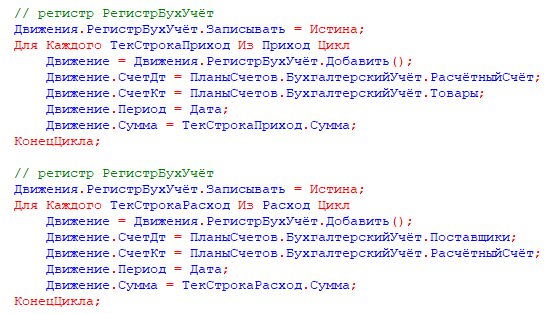 // регистр РегистрБухУчёт
Движения.РегистрБухУчёт.Записывать = Истина;
Для Каждого ТекСтрокаПриход Из Приход Цикл
Движение = Движения.РегистрБухУчёт.Добавить();
Движение.СчетДт = ПланыСчетов.БухгалтерскийУчёт.РасчётныйСчёт;
Движение.СчетКт = ПланыСчетов.БухгалтерскийУчёт.Товары;
Движение.Период = Дата;
Движение.Сумма = ТекСтрокаПриход.Сумма;
КонецЦикла;
// регистр РегистрБухУчёт
Движения.РегистрБухУчёт.Записывать = Истина;
Для Каждого ТекСтрокаРасход Из Расход Цикл
Движение = Движения.РегистрБухУчёт.Добавить();
Движение.СчетДт = ПланыСчетов.БухгалтерскийУчёт.Поставщики;
Движение.СчетКт = ПланыСчетов.БухгалтерскийУчёт.РасчётныйСчёт;
Движение.Период = Дата;
Движение.Сумма = ТекСтрокаРасход.Сумма;
КонецЦикла;